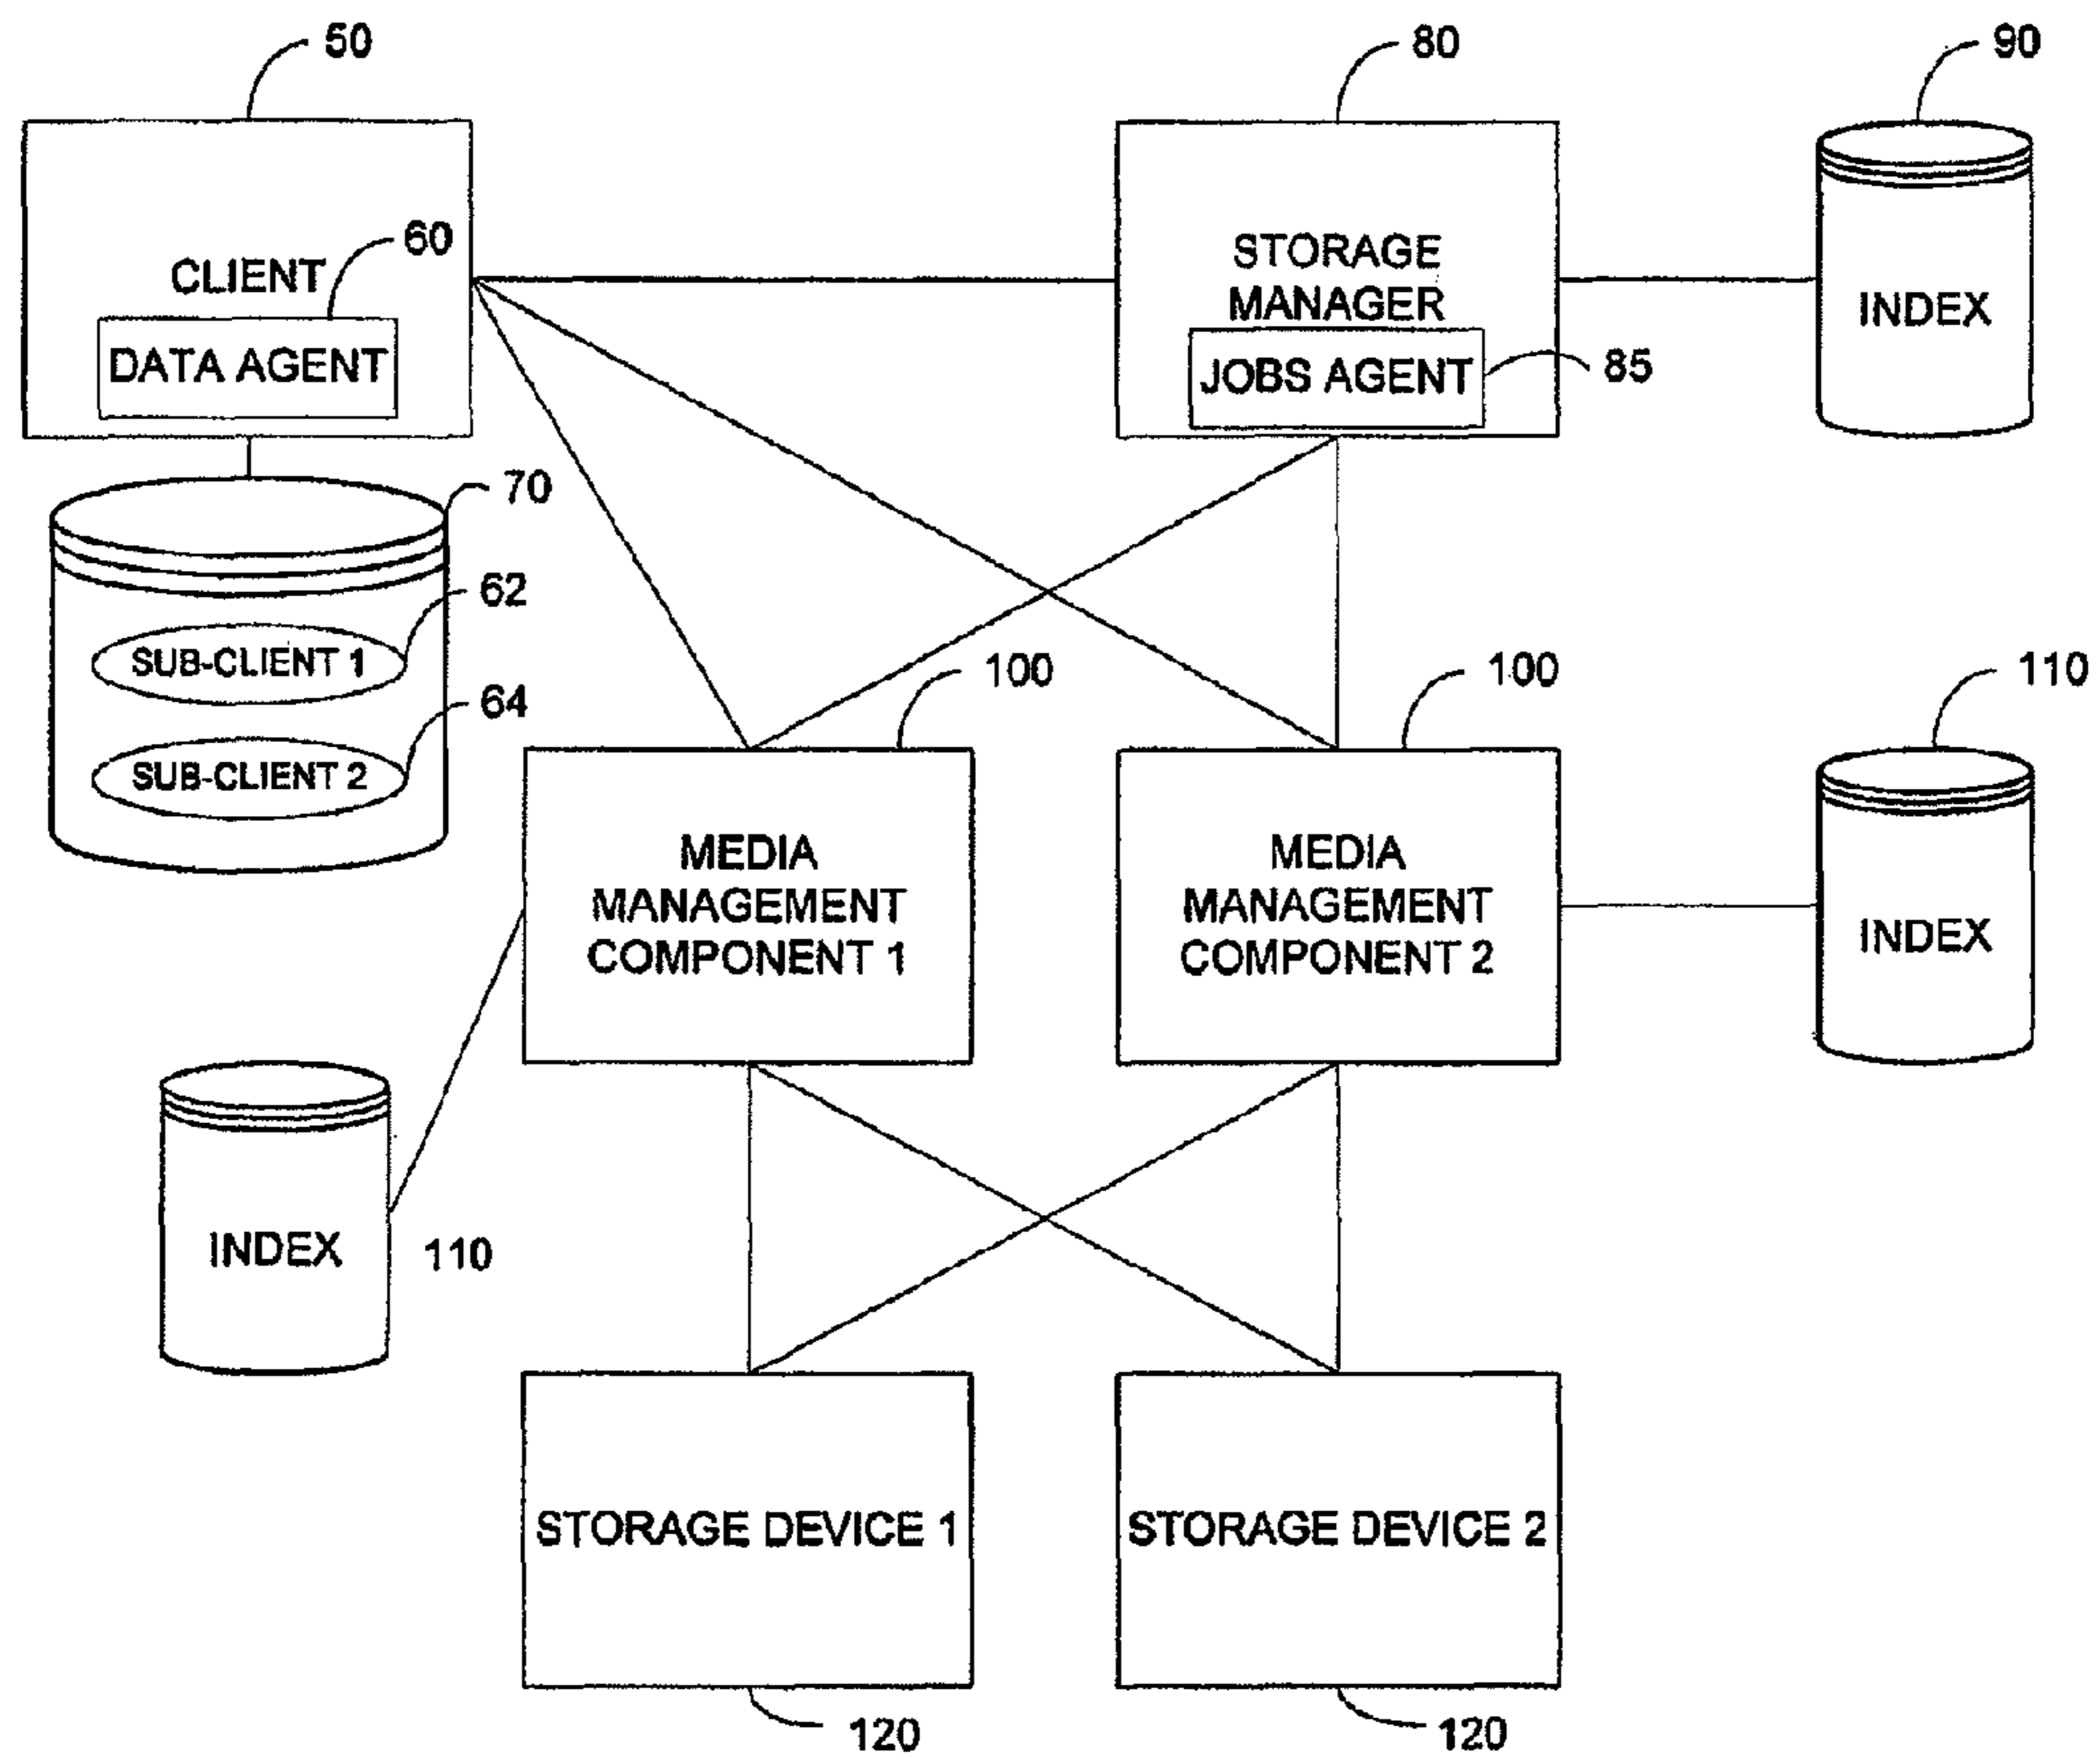 50
80
90
60
CLIENT
DATA AGENT
STORAGE
MANAGER
JOBS AGENT
85
INDEX
70
62
SUB-CLIENT 1
64
SUB-CLIENT 2
100
100
110
MEDIA
MANAGEMENT
COMPONENT 1
MEDIA
MANAGEMENT
COMPONENT 2
INDEX
INDEX
110
STORAGE DEVICE 1
STORAGE DEVICE 2
120
120